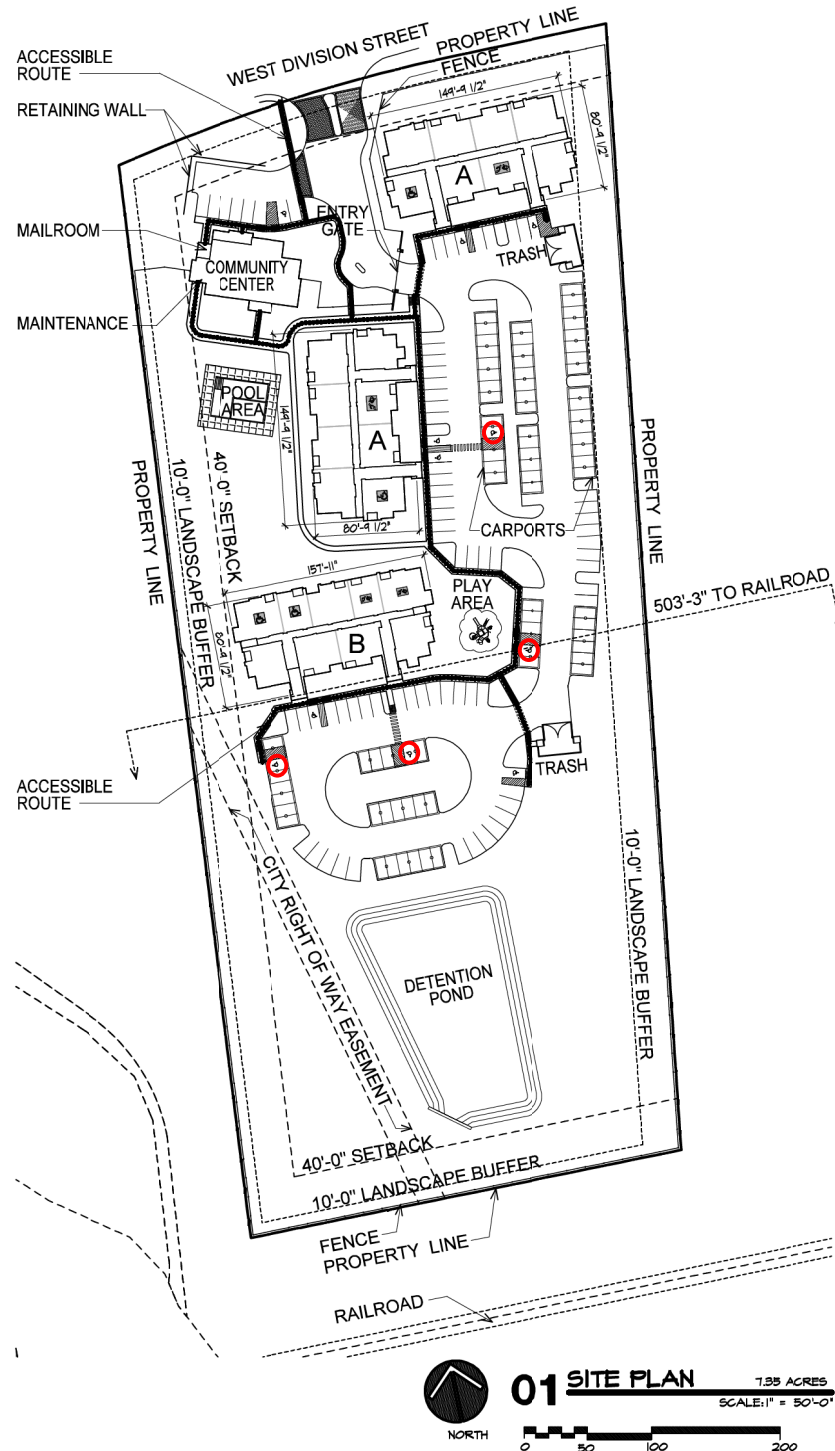 WEST DIVISION STREET
PROPERTY LINE
FENCE
149'-9 1/2"
80'-9 1/2"
ACCESSIBLE
ROUTE
RETAINING WALL
A
ENTRY
GATE
TRASH
MAILROOM
COMMUNITY
CENTER
MAINTENANCE
POOL
AREA
149'-9 1/2"
A
80'-9 1/2"
CARPORTS
PROPERTY LINE
PROPERTY LINE
10'-0" LANDSCAPE BUFFER
40'-0" SETBACK
157'-11"
80'-9 1/2"
B
PLAY
AREA
503'-3" TO RAILROAD
TRASH
ACCESSIBLE
ROUTE
CITY RIGHT OF WAY EASEMENT
10'-0" LANDSCAPE BUFFER
DETENTION
POND
40'-0" SETBACK
10'-0" LANDSCAPE BUFFER
FENCE
PROPERTY LINE
RAILROAD
NORTH
01 SITE PLAN 7.35 ACRES
SCALE:1" = 50'-0"
0 50 100 200